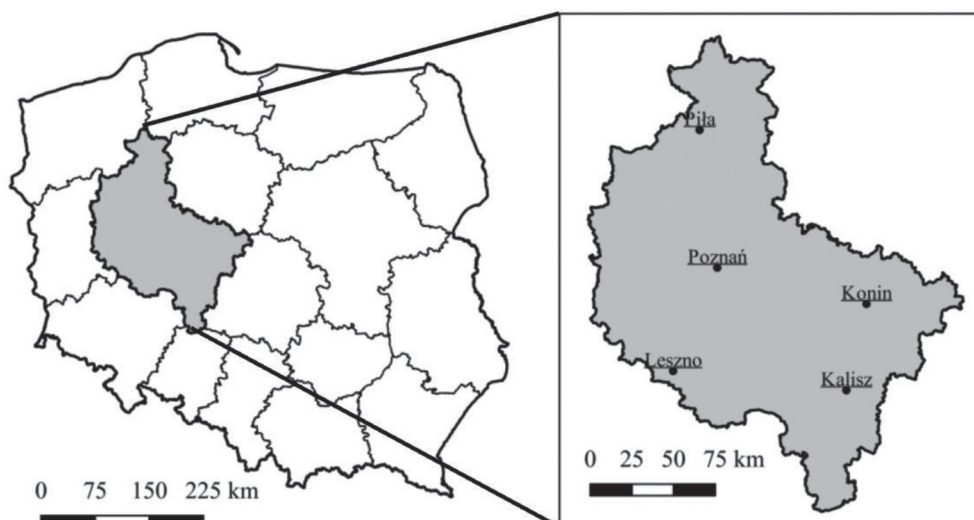 Piła
Poznań
Konin
Leszno
Kalisz
0 25 50 75 km
0 75 150 225 km